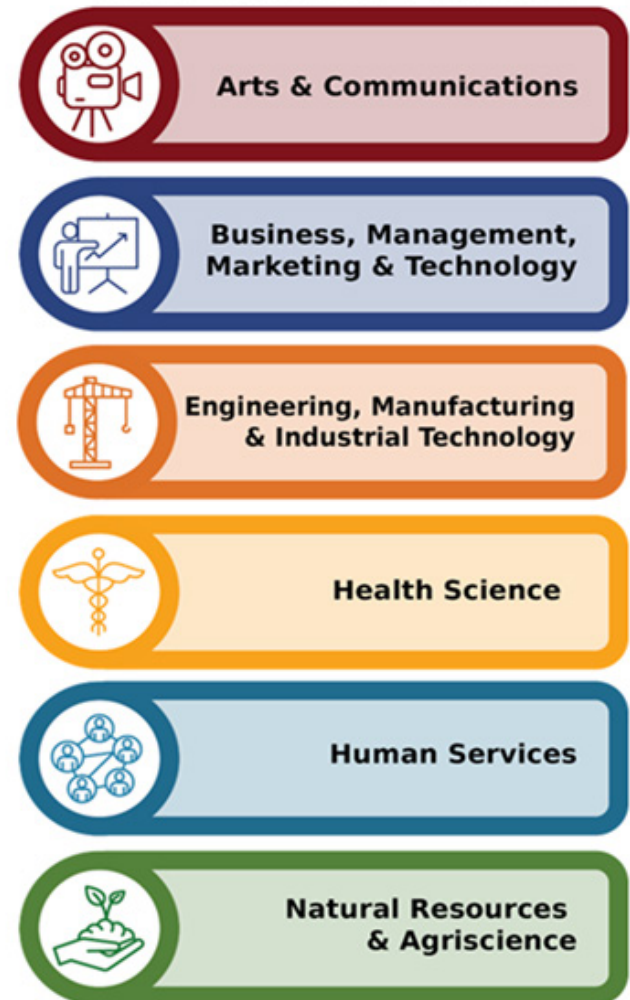 Arts & Communications
Business, Management,
Marketing & Technology
Engineering, Manufacturing
& Industrial Technology
Health Science
Human Services
Natural Resources
& Agriscience